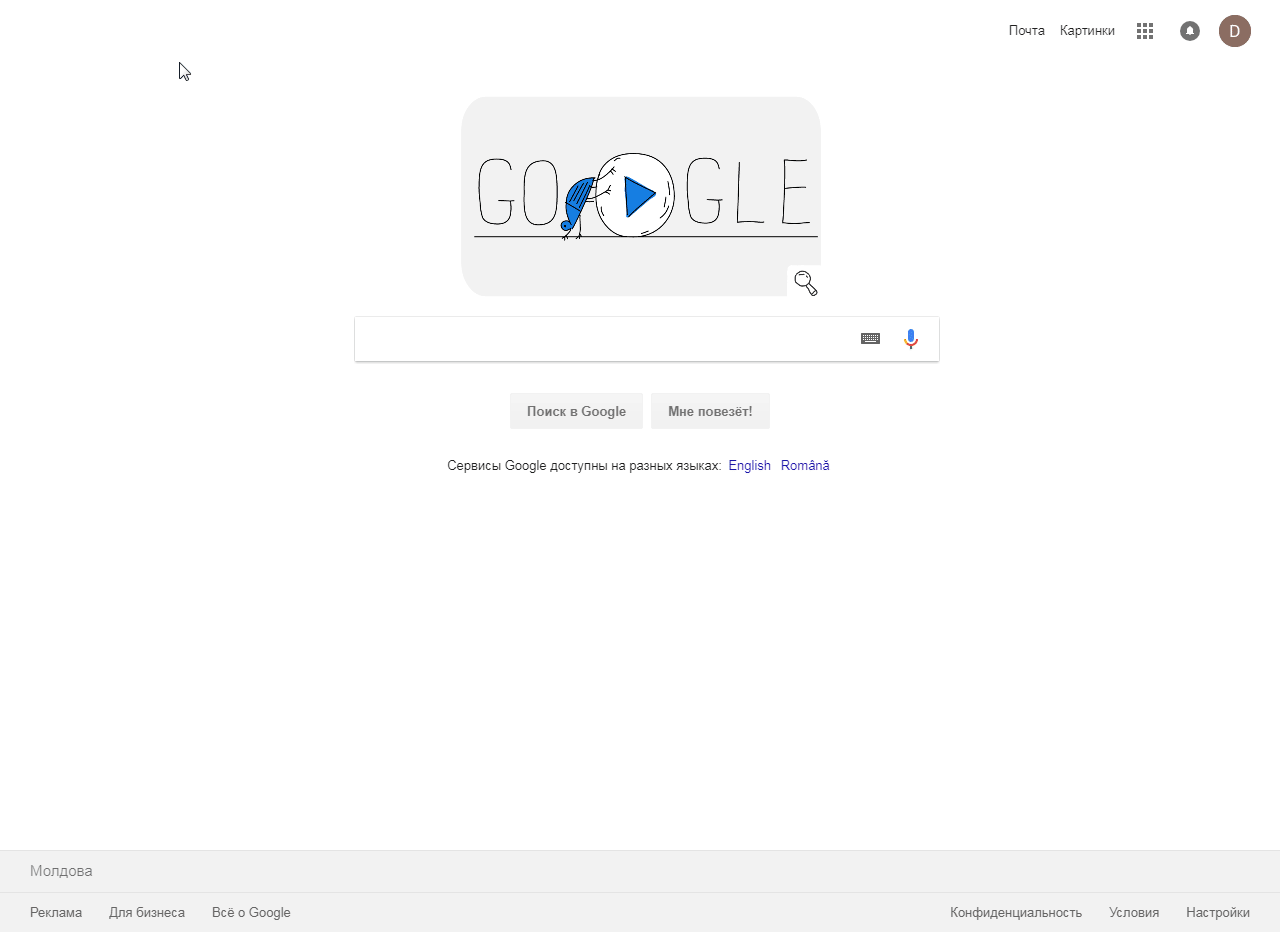 Почта Картинки D
GOOGLE
Поиск в Google Мне повезёт!
Сервисы Google доступны на разных языках: English Română
Молдова
Реклама Для бизнеса Всё о Google Конфиденциальность Условия Настройки